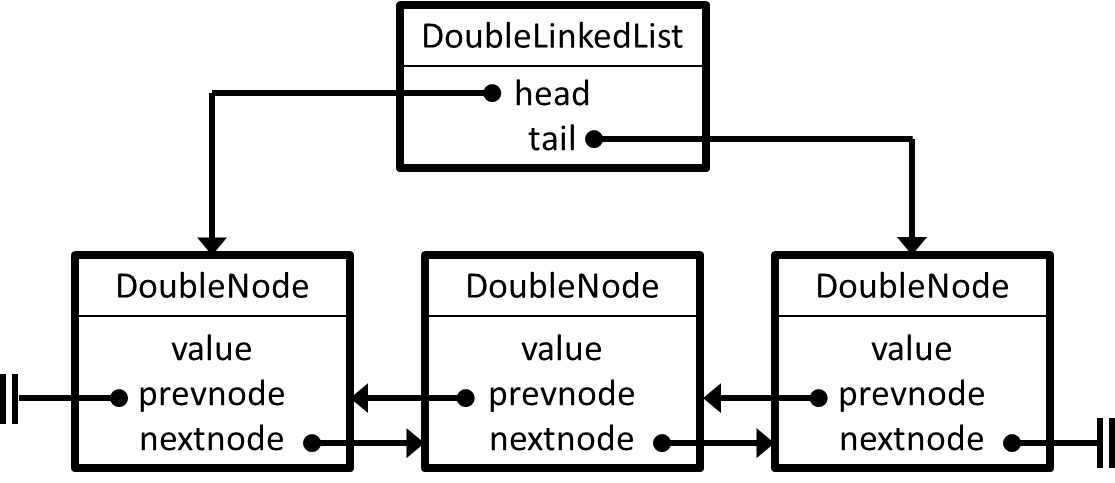 DoubleLinkedList
head
tail
DoubleNode
value
prevnode
nextnode
DoubleNode
value
prevnode
nextnode
DoubleNode
value
prevnode
nextnode